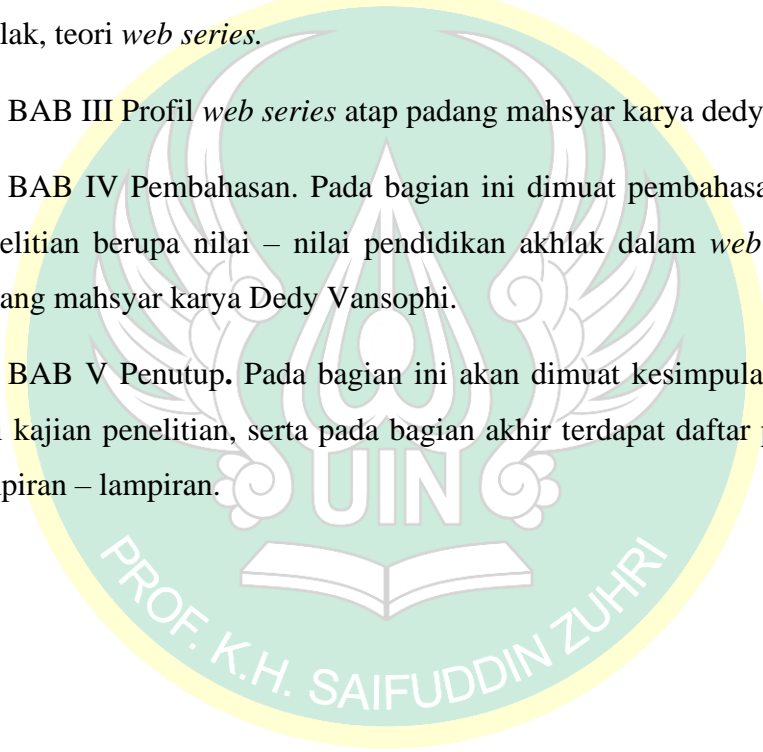 lak, teori web series.
BAB III Profil web series atap padang mahsyar karya dedy
BAB IV Pembahasan. Pada bagian ini dimuat pembahasa
elitian berupa nilai – nilai pendidikan akhlak dalam web
ang mahsyar karya Dedy Vansophi.
BAB V Penutup. Pada bagian ini akan dimuat kesimpula
i kajian penelitian, serta pada bagian akhir terdapat daftar p
piran – lampiran.
UIN
PROF. K.H. SAIFUDDIN ZUHRI